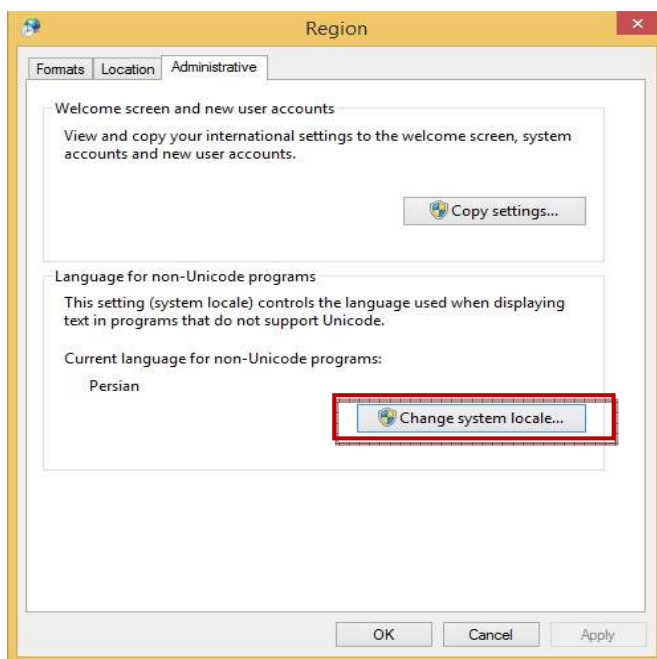 Region
Formats Location Administrative
Welcome screen and new user accounts
View and copy your international settings to the welcome screen, system
accounts and new user accounts.
Copy settings...
Language for non-Unicode programs
This setting (system locale) controls the language used when displaying
text in programs that do not support Unicode.
Current language for non-Unicode programs:
Persian
Change system locale...
OK Cancel Apply